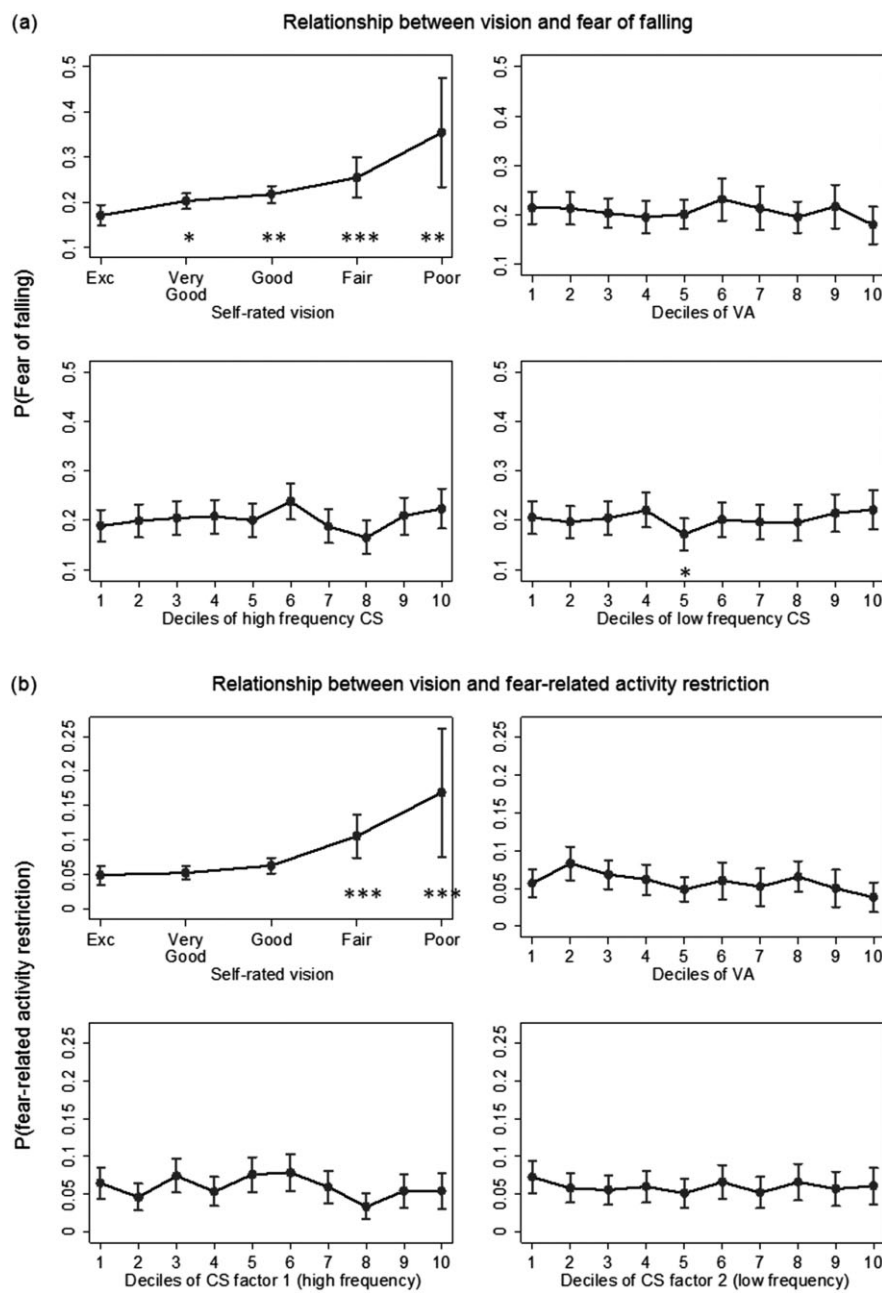 (a) Relationship between vision and fear of falling
P(Fear of falling)
0.5
0.4
0.3
0.2
0.1
* ** *** **
Exc Very Good Good Fair Poor
Self-rated vision
0.5
0.4
0.3
0.2
0.1
1 2 3 4 5 6 7 8 9 10
Deciles of VA
0.5
0.4
0.3
0.2
0.1
1 2 3 4 5 6 7 8 9 10
Deciles of high frequency CS
0.5
0.4
0.3
0.2
0.1
*
1 2 3 4 5 6 7 8 9 10
Deciles of low frequency CS
(b) Relationship between vision and fear-related activity restriction
P(fear-related activity restriction)
0.25
0.2
0.15
0.1
0.05
0
*** ***
Exc Very Good Good Fair Poor
Self-rated vision
0.25
0.2
0.15
0.1
0.05
0
1 2 3 4 5 6 7 8 9 10
Deciles of VA
0.25
0.2
0.15
0.1
0.05
0
1 2 3 4 5 6 7 8 9 10
Deciles of CS factor 1 (high frequency)
0.25
0.2
0.15
0.1
0.05
0
1 2 3 4 5 6 7 8 9 10
Deciles of CS factor 2 (low frequency)